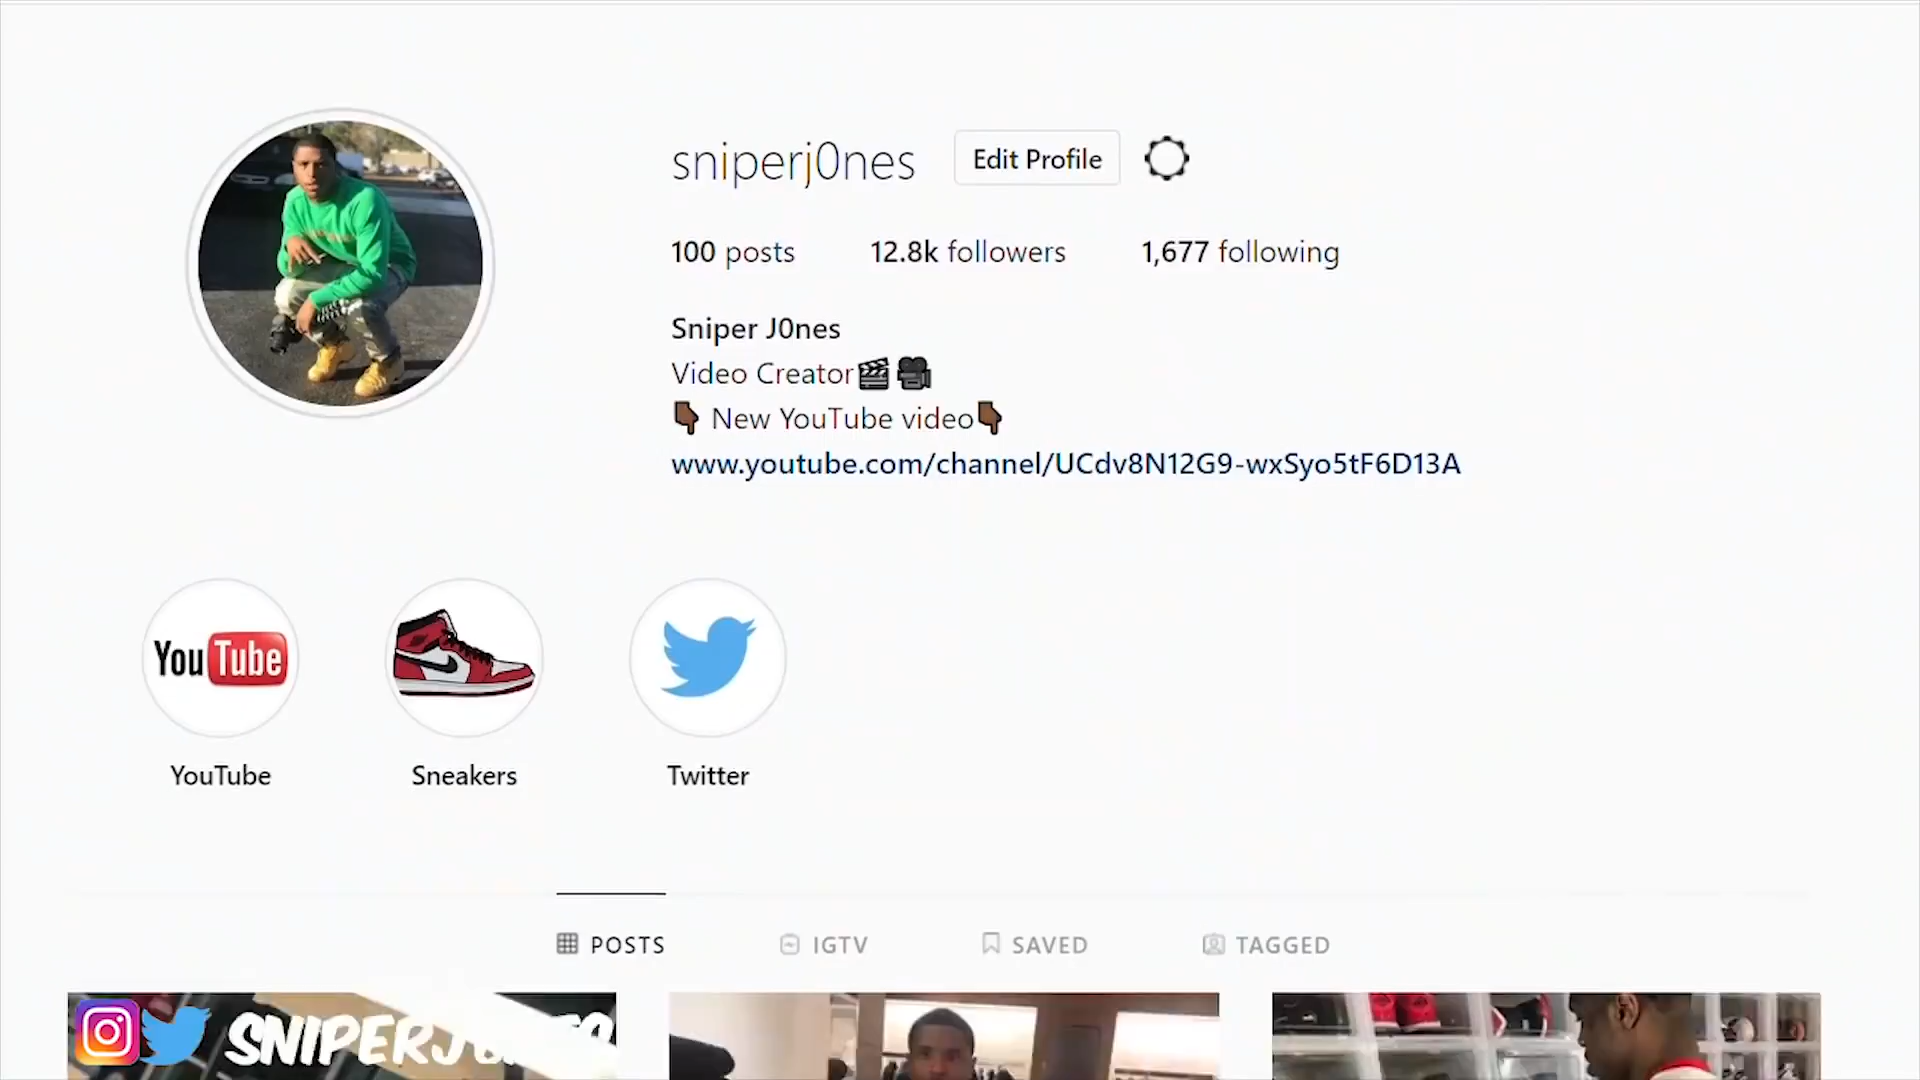 sniperj0nes Edit Profile
100 posts 12.8k followers 1,677 following
Sniper J0nes
Video Creator🎬🎥
👇🏿 New YouTube video👇🏿
www.youtube.com/channel/UCdv8N12G9-wxSyo5tF6D13A
YouTube
YouTube Sneakers Twitter
POSTS IGTV SAVED TAGGED
SNIPERJ0NES